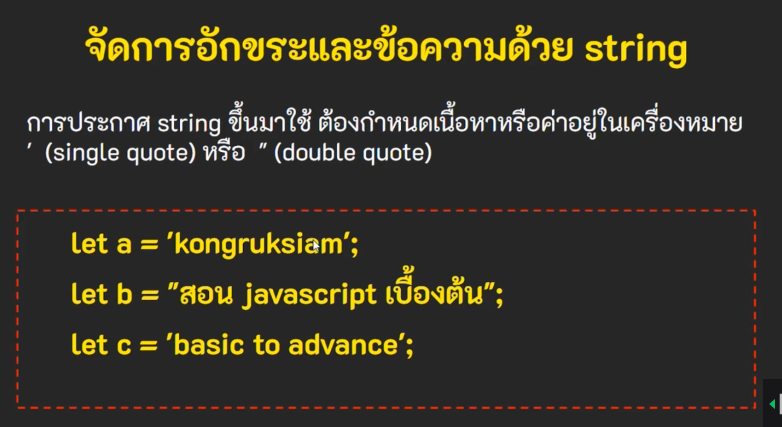 จัดการอักขระและข้อความด้วย string
การประกาศ string ขึ้นมาใช้ ต้องกำหนดเนื้อหาหรือค่าอยู่ในเครื่องหมาย
' (single quote) หรือ " (double quote)
let a = 'kongruksiam';
let b = "สอน javascript เบื้องต้น";
let c = 'basic to advance';